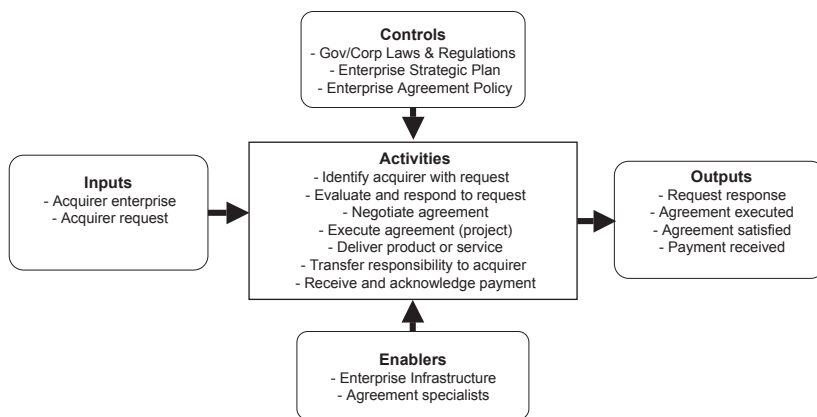 Controls
- Gov/Corp Laws & Regulations
- Enterprise Strategic Plan
- Enterprise Agreement Policy
Inputs
- Acquirer enterprise
- Acquirer request
Activities
- Identify acquirer with request
- Evaluate and respond to request
- Negotiate agreement
- Execute agreement (project)
- Deliver product or service
- Transfer responsibility to acquirer
- Receive and acknowledge payment
Outputs
- Request response
- Agreement executed
- Agreement satisfied
- Payment received
Enablers
- Enterprise Infrastructure
- Agreement specialists